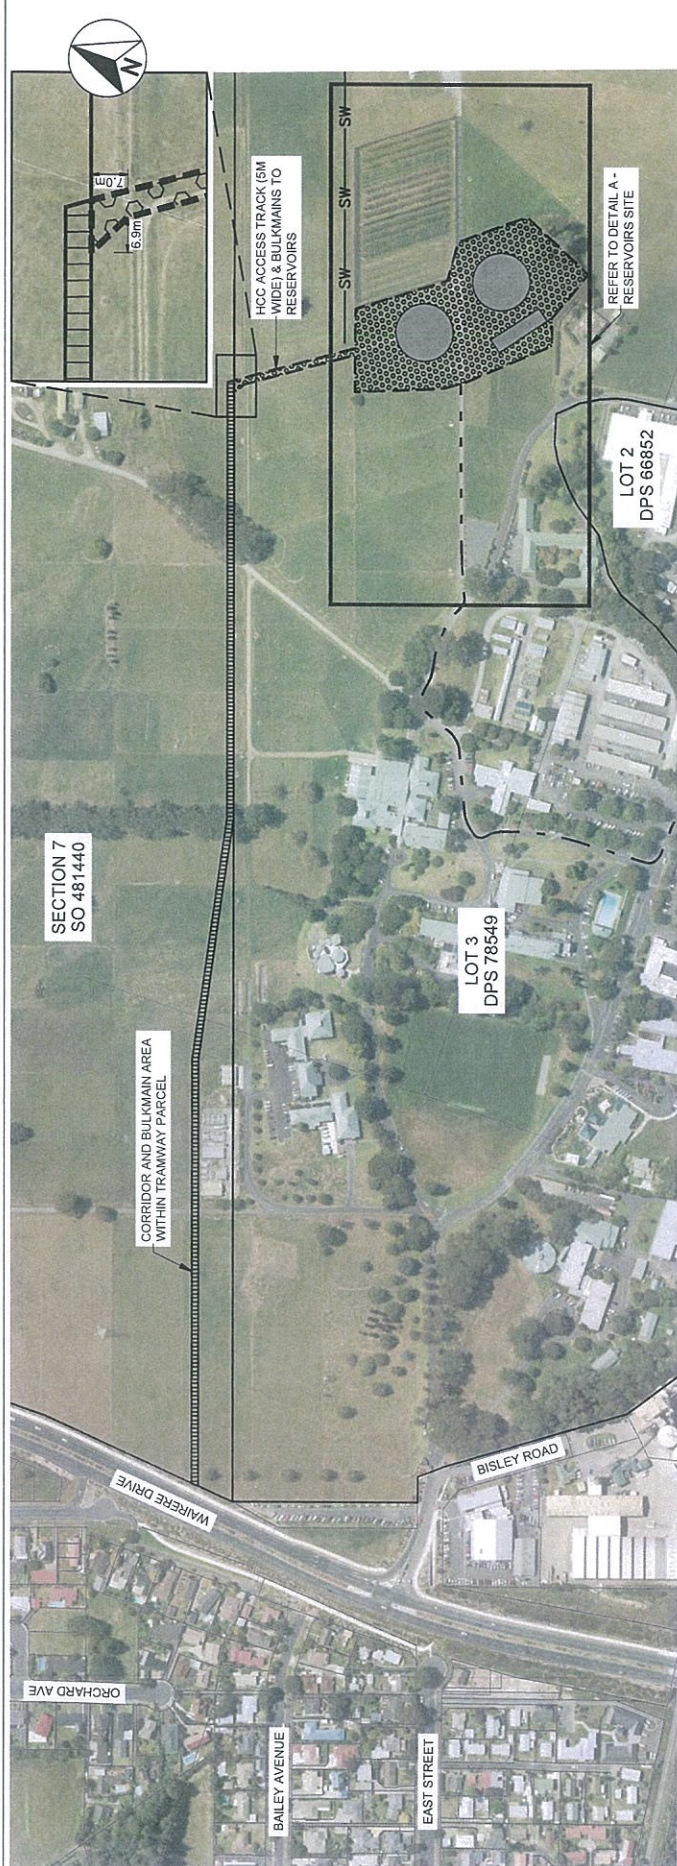 N
7.0m
6.9m
HCC ACCESS TRACK (5M
WIDE) & BULKMAINS TO
RESERVOIRS
SW
SW
SW
REFER TO DETAIL A -
RESERVOIRS SITE
LOT 2
DPS 66852
SECTION 7
SO 481440
LOT 3
DPS 78549
CORRIDOR AND BULKMAIN AREA
WITHIN TRAMWAY PARCEL
WAIRERE DRIVE
BISLEY ROAD
ORCHARD AVE
BAILEY AVENUE
EAST STREET